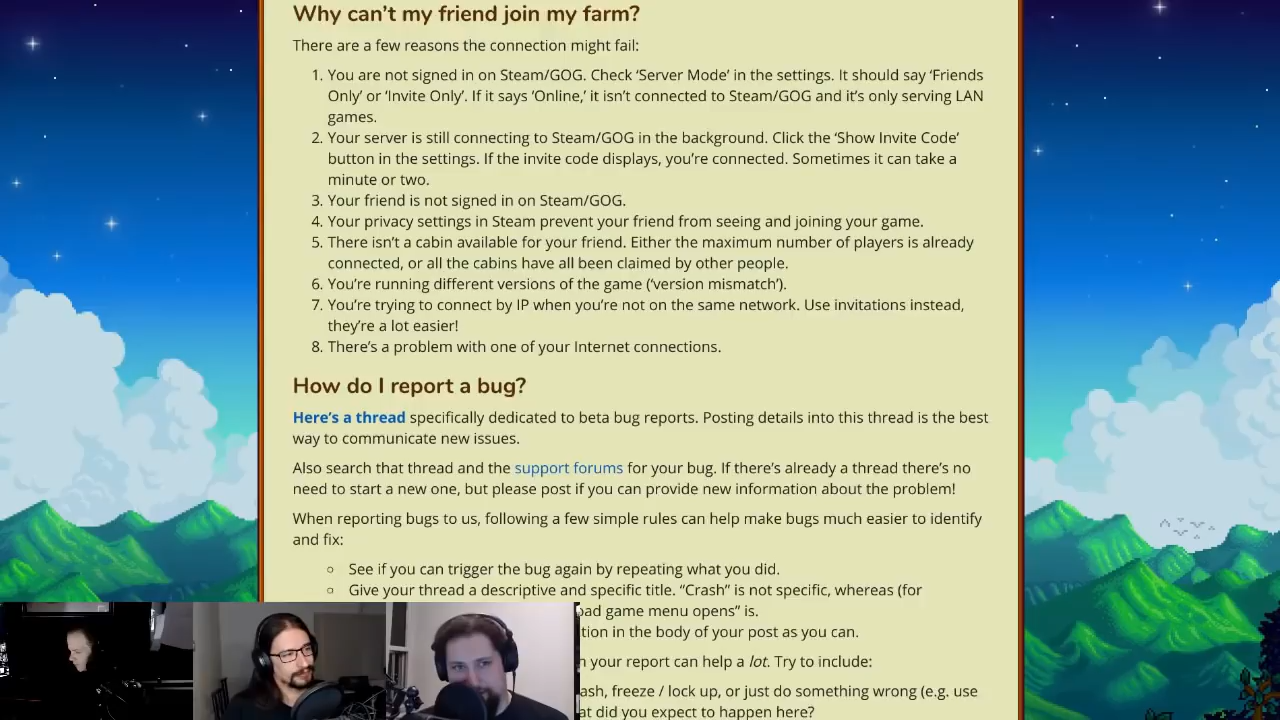 Why can’t my friend join my farm?
There are a few reasons the connection might fail:
1. You are not signed in on Steam/GOG. Check ‘Server Mode’ in the settings. It should say ‘Friends
Only’ or ‘Invite Only’. If it says ‘Online,’ it isn’t connected to Steam/GOG and it’s only serving LAN
games.
2. Your server is still connecting to Steam/GOG in the background. Click the ‘Show Invite Code’
button in the settings. If the invite code displays, you’re connected. Sometimes it can take a
minute or two.
3. Your friend is not signed in on Steam/GOG.
4. Your privacy settings in Steam prevent your friend from seeing and joining your game.
5. There isn’t a cabin available for your friend. Either the maximum number of players is already
connected, or all the cabins have all been claimed by other people.
6. You’re running different versions of the game (‘version mismatch’).
7. You’re trying to connect by IP when you’re not on the same network. Use invitations instead,
they’re a lot easier!
8. There’s a problem with one of your Internet connections.
How do I report a bug?
Here’s a thread specifically dedicated to beta bug reports. Posting details into this thread is the best
way to communicate new issues.
Also search that thread and the support forums for your bug. If there’s already a thread there’s no
need to start a new one, but please post if you can provide new information about the problem!
When reporting bugs to us, following a few simple rules can help make bugs much easier to identify
and fix:
See if you can trigger the bug again by repeating what you did.
Give your thread a descriptive and specific title. “Crash” is not specific, whereas (for
game menu opens” is.
in the body of your post as you can.
your report can help a lot. Try to include:
freeze / lock up, or just do something wrong (e.g. use
did you expect to happen here?